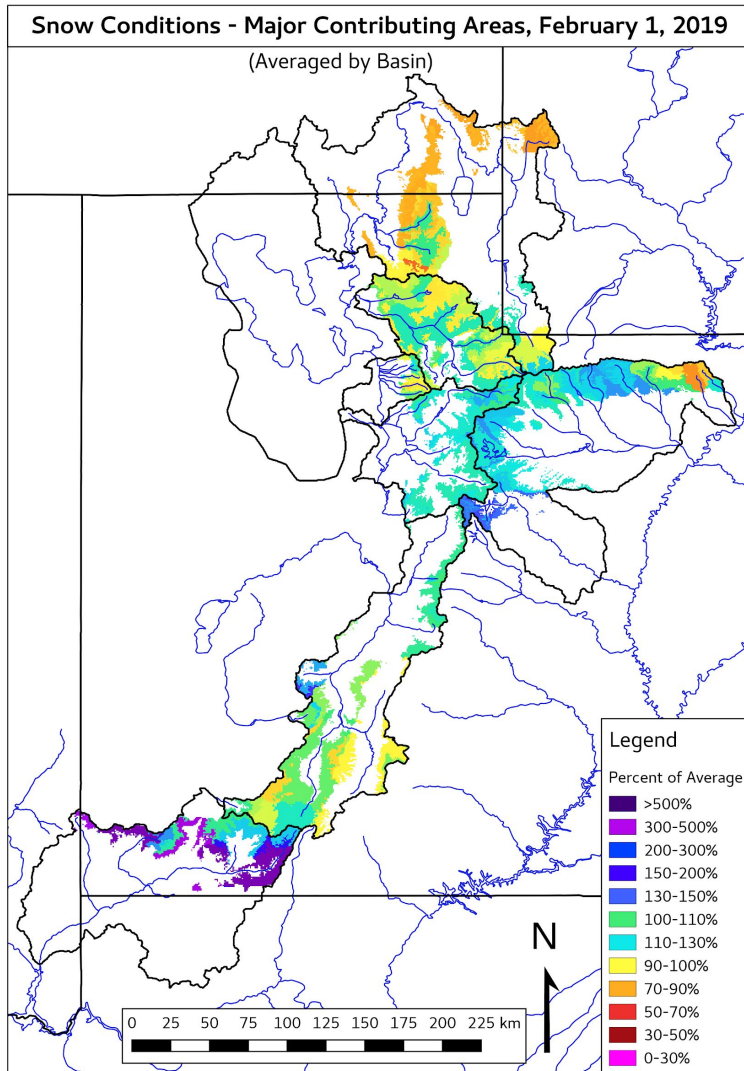 Snow Conditions - Major Contributing Areas, February 1, 2019
(Averaged by Basin)
Legend
Percent of Average
>500%
300-500%
200-300%
150-200%
130-150%
100-110%
110-130%
90-100%
70-90%
50-70%
30-50%
0-30%
N
0 25 50 75 100 125 150 175 200 225 km